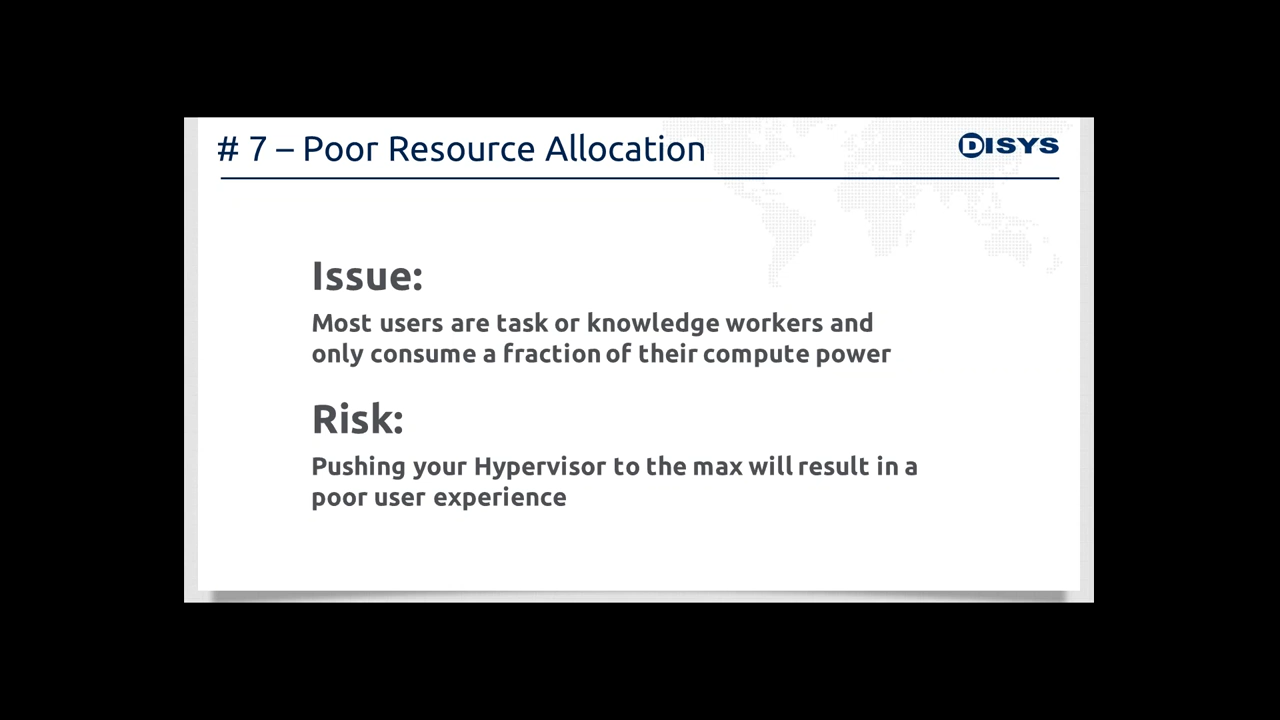 # 7 – Poor Resource Allocation
DISYS
Issue:
Most users are task or knowledge workers and
only consume a fraction of their compute power
Risk:
Pushing your Hypervisor to the max will result in a
poor user experience